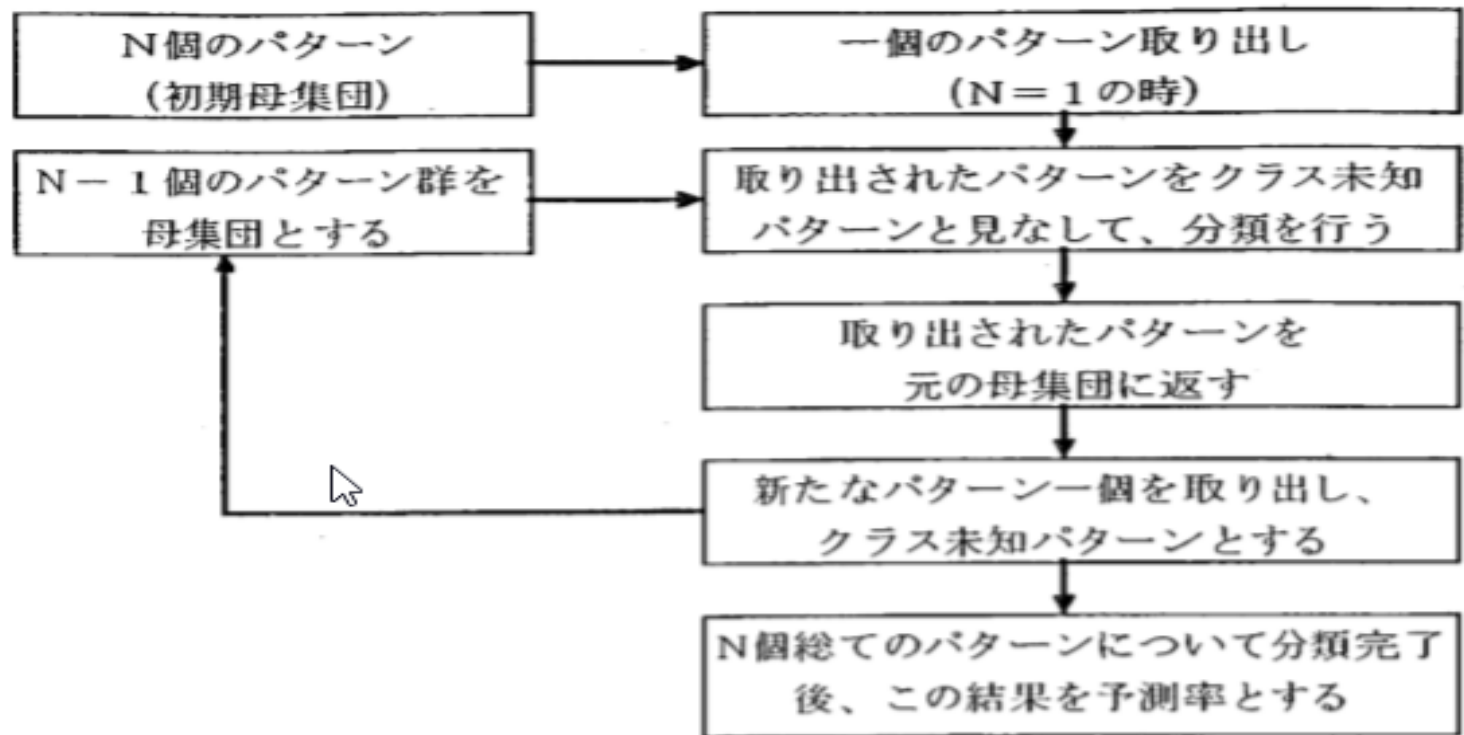 N個のパターン
(初期母集団)
一個のパターン取り出し
(N=1の時)
N-1個のパターン群を
母集団とする
取り出されたパターンをクラス未知
パターンと見なして、分類を行う
取り出されたパターンを
元の母集団に返す
新たなパターン一個を取り出し、
クラス未知パターンとする
N個総てのパターンについて分類完了
後、この結果を予測率とする